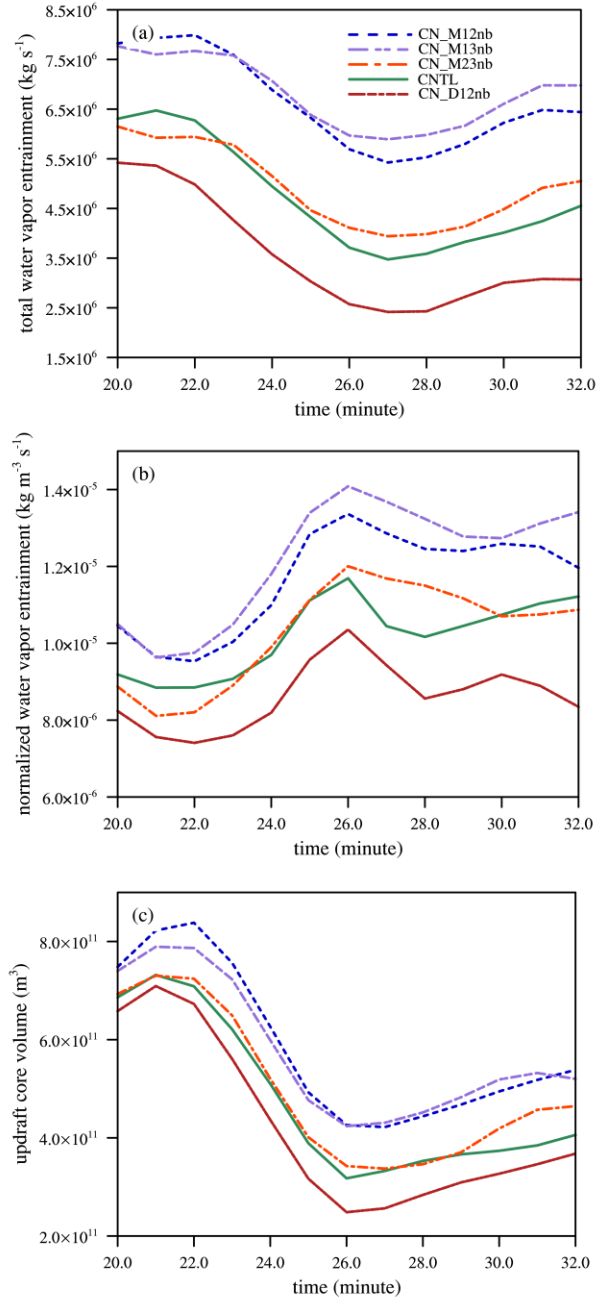 (a)
CN_M12nb
CN_M13nb
CN_M23nb
CNTL
CN_D12nb
8.5×10⁶
7.5×10⁶
6.5×10⁶
5.5×10⁶
4.5×10⁶
3.5×10⁶
2.5×10⁶
1.5×10⁶
total water vapor entrainment (kg s⁻¹)
20.0 22.0 24.0 26.0 28.0 30.0 32.0
time (minute)
(b)
1.4×10⁻⁵
1.2×10⁻⁵
1.0×10⁻⁵
8.0×10⁻⁶
6.0×10⁻⁶
normalized water vapor entrainment (kg m⁻³ s⁻¹)
20.0 22.0 24.0 26.0 28.0 30.0 32.0
time (minute)
(c)
8.0×10¹¹
6.0×10¹¹
4.0×10¹¹
2.0×10¹¹
updraft core volume (m³)
20.0 22.0 24.0 26.0 28.0 30.0 32.0
time (minute)